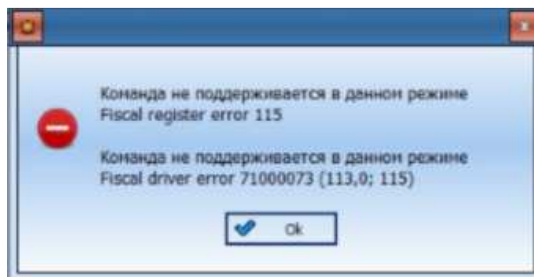 Команда не поддерживается в данном режиме
Fiscal register error 115
Команда не поддерживается в данном режиме
Fiscal driver error 71000073 (113,0; 115)
Ok